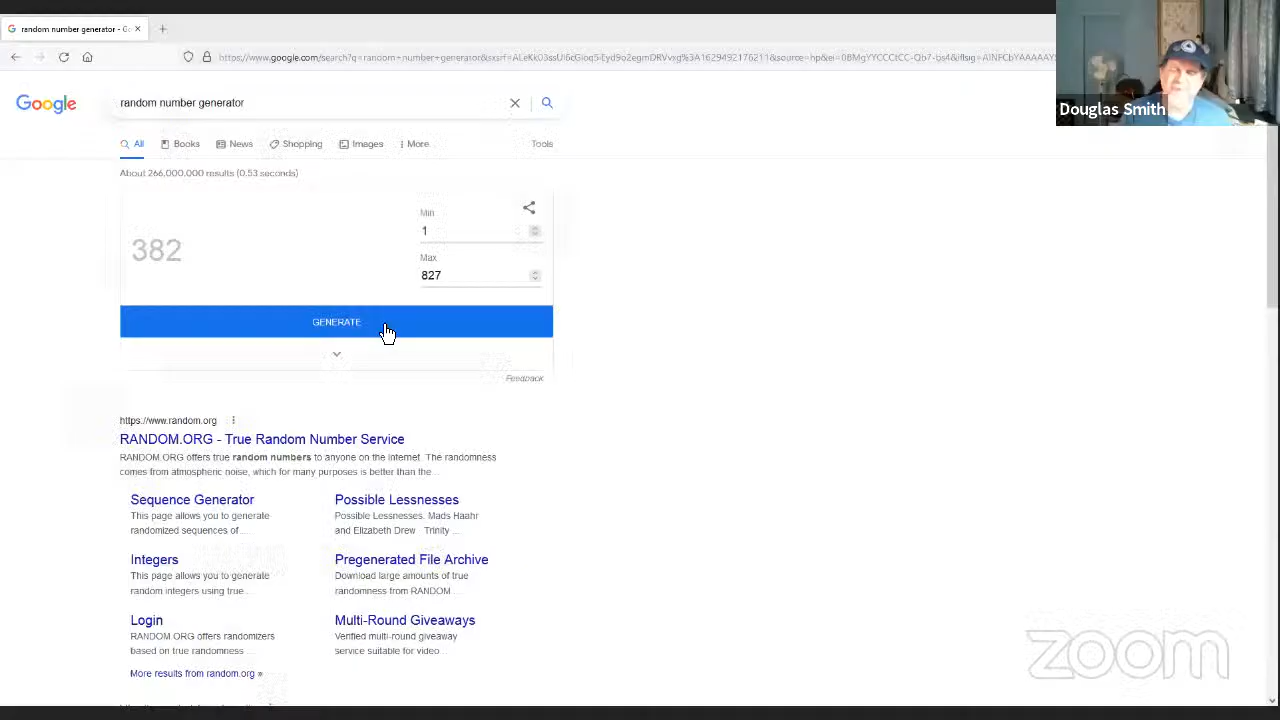 random number generator - Go
https://www.google.com/search?q=random+number+generator
Google
random number generator
All
Books
News
Shopping
Images
More
Tools
About 266,000,000 results (0.53 seconds)
382
Min
1
Max
827
GENERATE
Feedback
https://www.random.org
RANDOM.ORG - True Random Number Service
RANDOM.ORG offers true random numbers to anyone on the internet. The randomness
comes from atmospheric noise, which for many purposes is better than the...
Sequence Generator
This page allows you to generate
randomized sequences of ...
Possible Lessnesses
Possible Lessnesses. Mads Haahr
and Elizabeth Drew · Trinity ...
Integers
This page allows you to generate
random integers using true ...
Pregenerated File Archive
Download large amounts of true
randomness from RANDOM ...
Login
RANDOM.ORG offers randomizers
based on true randomness ...
Multi-Round Giveaways
Verified multi-round giveaway
service suitable for video ...
More results from random.org »
Douglas Smith
zoom